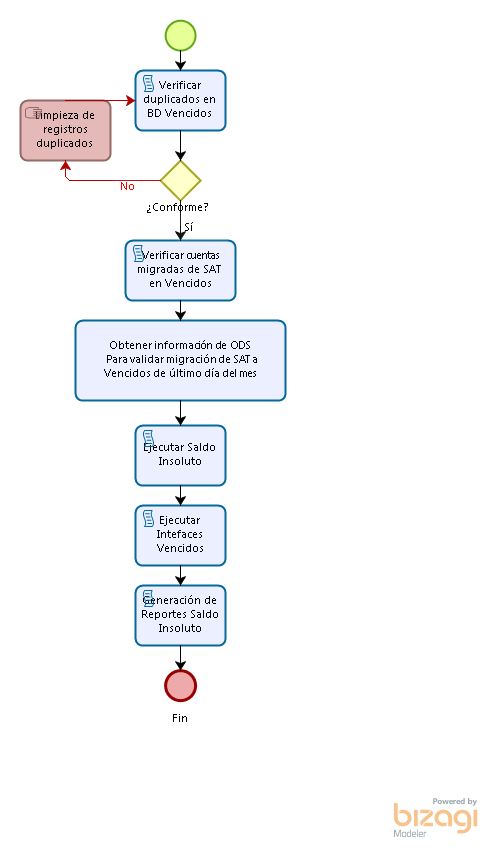 Verificar
duplicados en
BD Vencidos
Limpieza de
registros
duplicados
No
¿Conforme?
Sí
Verificar cuentas
migradas de SAT
en Vencidos
Obtener información de ODS
Para validar migración de SAT a
Vencidos de último día del mes
Ejecutar Saldo
Insoluto
Ejecutar
Intefaces
Vencidos
Generación de
Reportes Saldo
Insoluto
Fin
Powered by
bizagi
Modeler